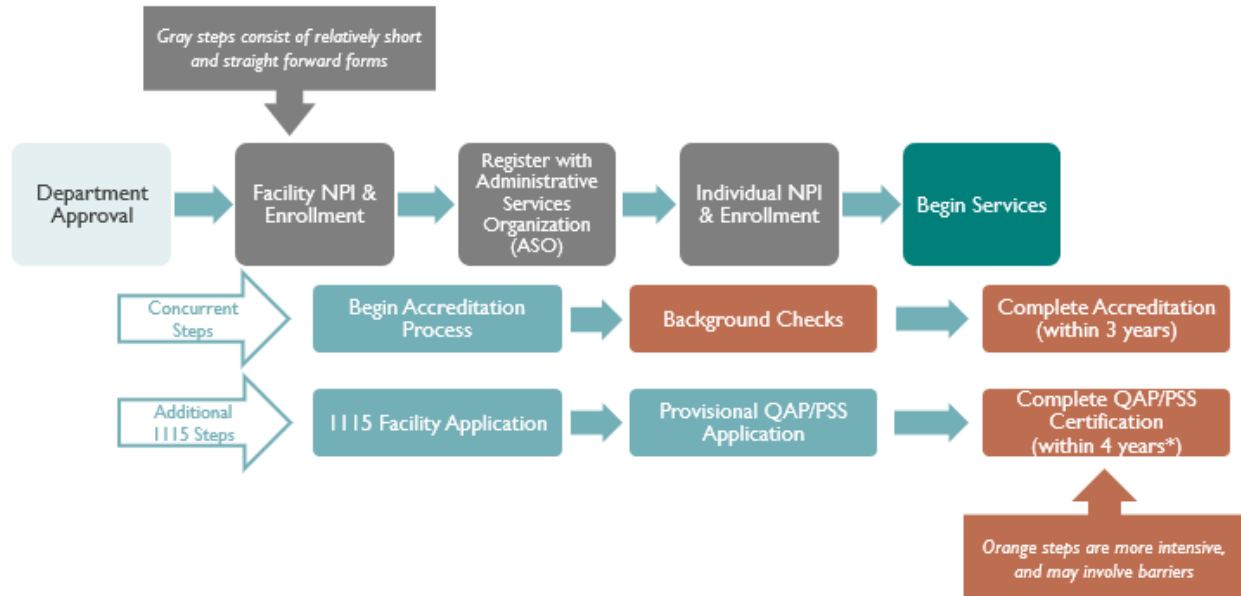 Gray steps consist of relatively short
and straight forward forms
Department
Approval
Facility NPI &
Enrollment
Register with
Administrative
Services
Organization
(ASO)
Individual NPI
& Enrollment
Begin Services
Concurrent
Steps
Begin Accreditation
Process
Background Checks
Complete Accreditation
(within 3 years)
Additional
1115 Steps
1115 Facility Application
Provisional QAP/PSS
Application
Complete QAP/PSS
Certification
(within 4 years*)
Orange steps are more intensive,
and may involve barriers